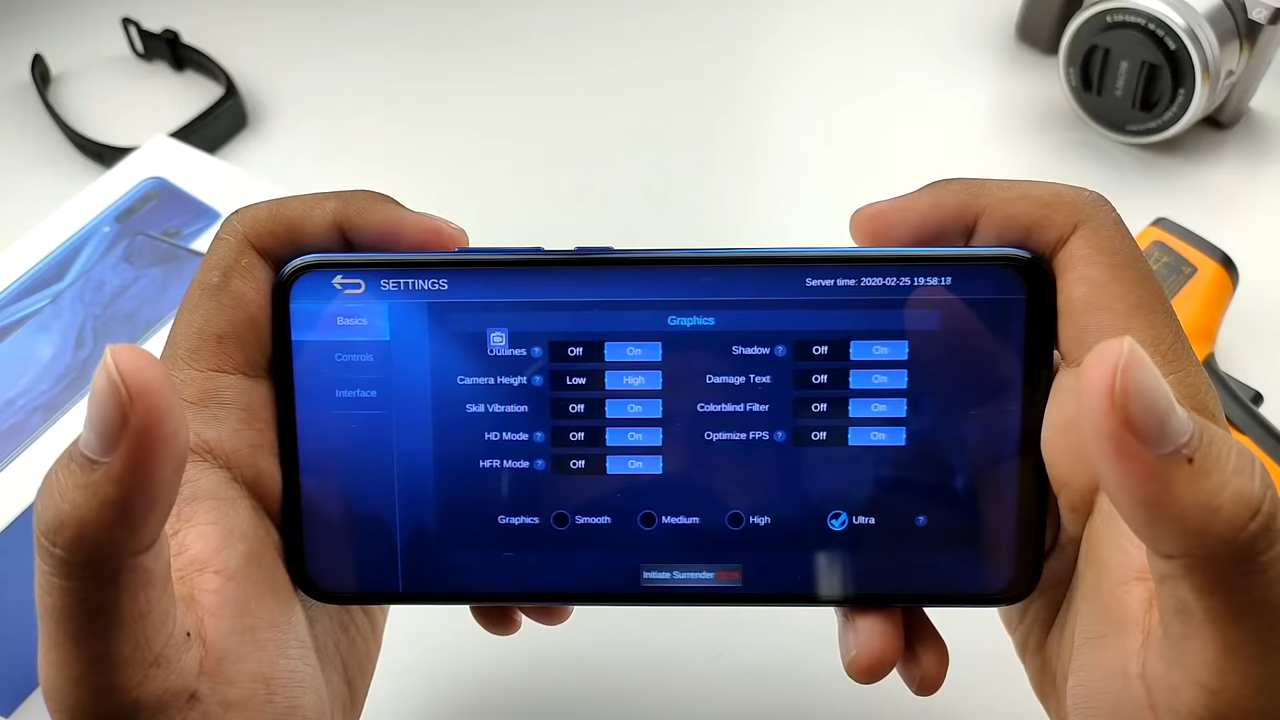 SETTINGS
Server time: 2020-02-25 19:58:18
Basics
Controls
Interface
Graphics
Outlines ? Off On
Shadow ? Off On
Camera Height ? Low High
Damage Text Off On
Skill Vibration Off On
Colorblind Filter Off On
HD Mode ? Off On
Optimize FPS ? Off On
HFR Mode ? Off On
Graphics Smooth Medium High Ultra ?
Initiate Surrender
SONY